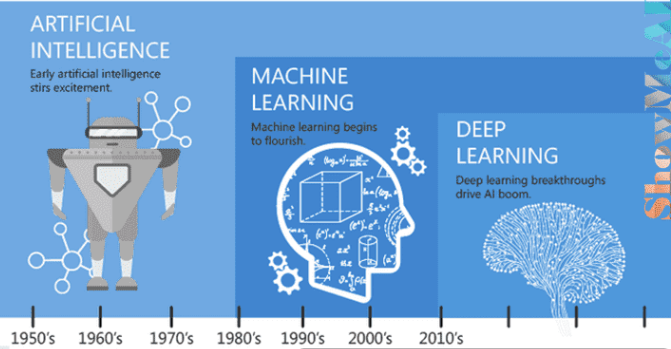 ARTIFICIAL
INTELLIGENCE
Early artificial intelligence
stirs excitement.
MACHINE
LEARNING
Machine learning begins
to flourish.
DEEP
LEARNING
Deep learning breakthroughs
drive AI boom.
ShowMeAI
1950's 1960's 1970's 1980's 1990's 2000's 2010's